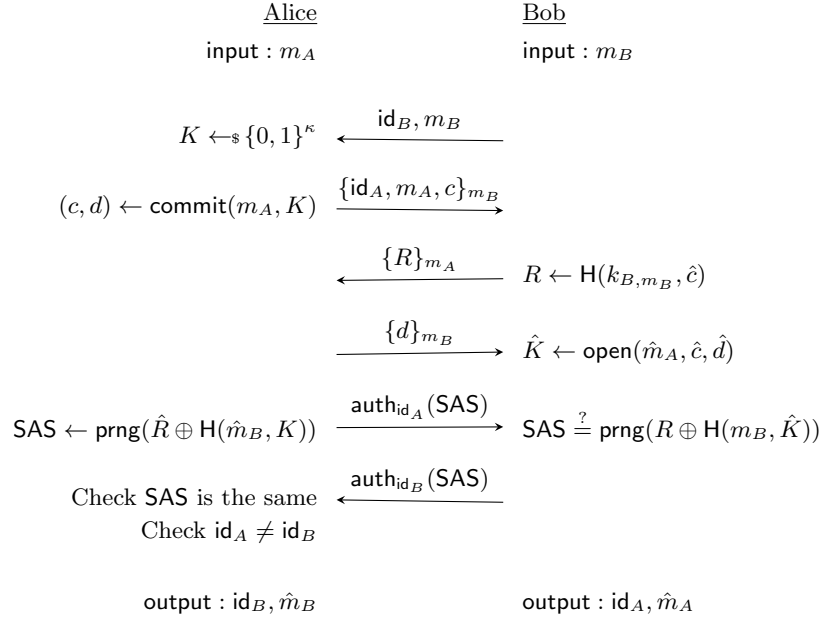 Alice Bob
input : m_A input : m_B
K ←$ {0, 1}^κ id_B, m_B
(c, d) ← commit(m_A, K) {id_A, m_A, c}_{m_B}
{R}_{m_A} R ← H(k_{B,m_B}, ĉ)
{d}_{m_B} K̂ ← open(m̂_A, ĉ, d̂)
SAS ← prng(R̂ ⊕ H(m̂_B, K)) auth_{id_A}(SAS) SAS ≟ prng(R ⊕ H(m_B, K̂))
Check SAS is the same auth_{id_B}(SAS)
Check id_A ≠ id_B
output : id_B, m̂_B output : id_A, m̂_A